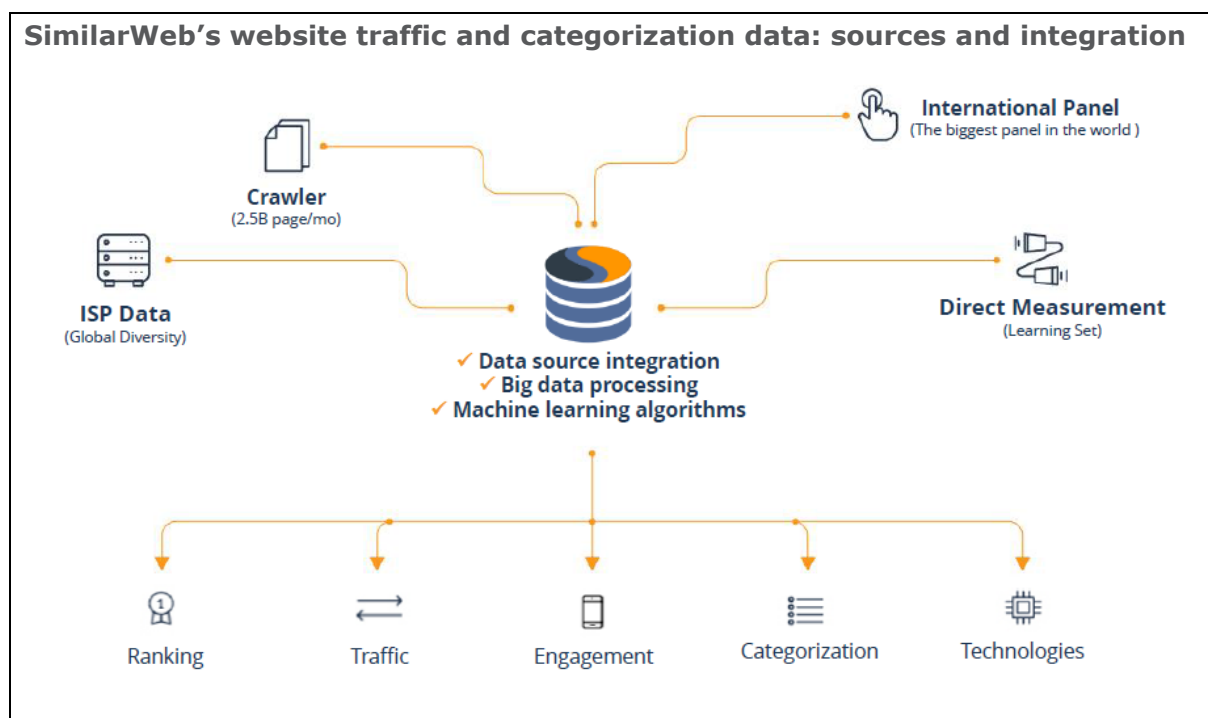 SimilarWeb’s website traffic and categorization data: sources and integration
International Panel
(The biggest panel in the world )
Crawler
(2.5B page/mo)
ISP Data
(Global Diversity)
Direct Measurement
(Learning Set)
✓ Data source integration
✓ Big data processing
✓ Machine learning algorithms
1
Ranking
Traffic
Engagement
Categorization
Technologies